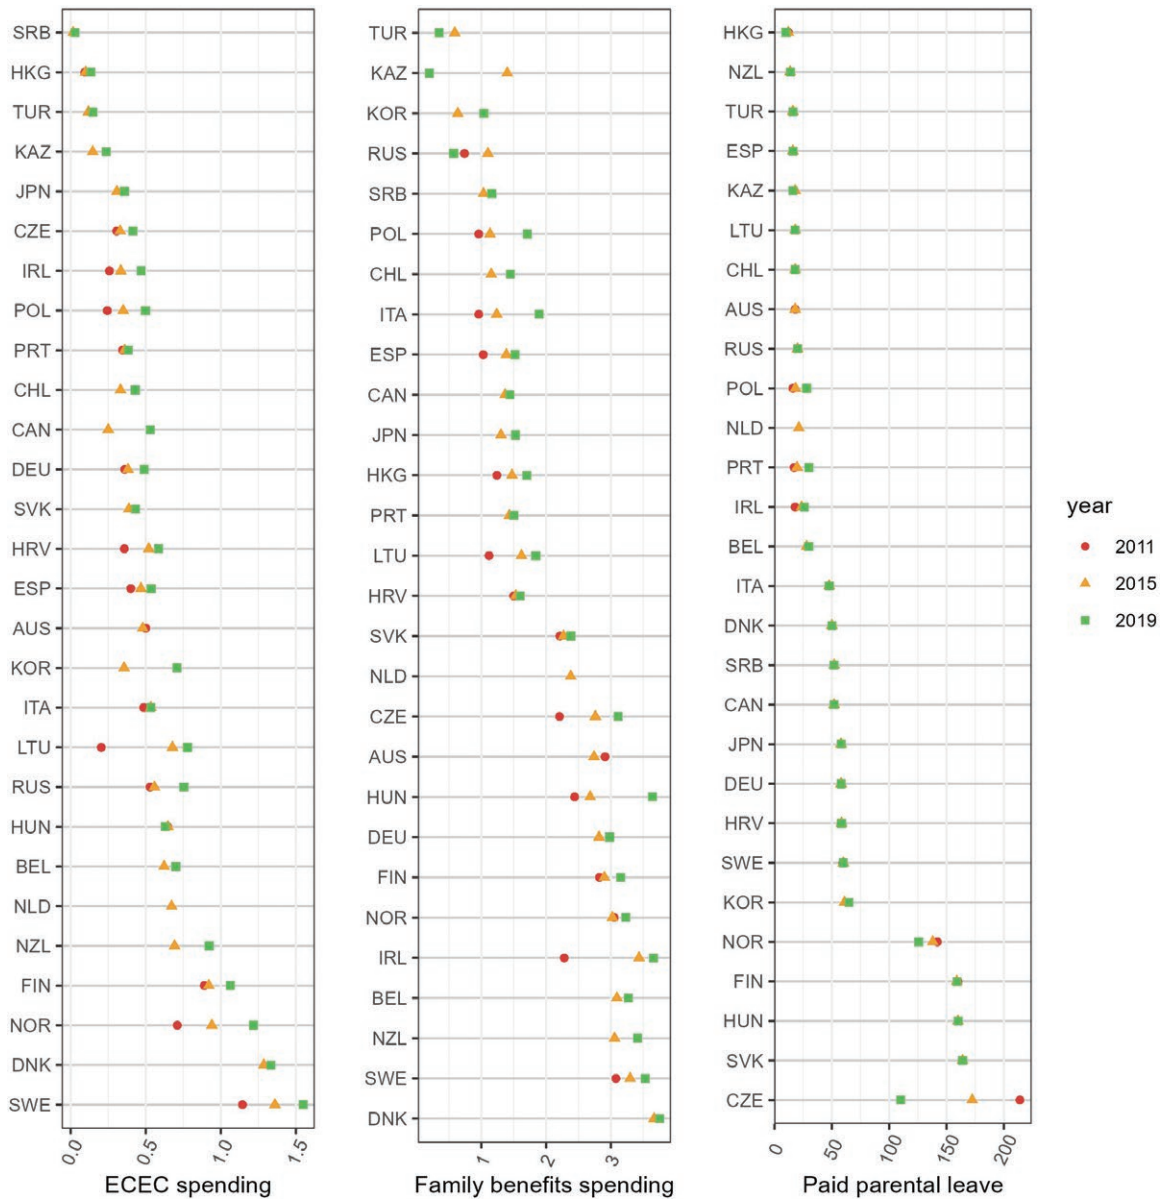 SRB
HKG
TUR
KAZ
JPN
CZE
IRL
POL
PRT
CHL
CAN
DEU
SVK
HRV
ESP
AUS
KOR
ITA
LTU
RUS
HUN
BEL
NLD
NZL
FIN
NOR
DNK
SWE
0.0 0.5 1.0 1.5
ECEC spending
TUR
KAZ
KOR
RUS
SRB
POL
CHL
ITA
ESP
CAN
JPN
HKG
PRT
LTU
HRV
SVK
NLD
CZE
AUS
HUN
DEU
FIN
NOR
IRL
BEL
NZL
SWE
DNK
1 2 3
Family benefits spending
HKG
NZL
TUR
ESP
KAZ
LTU
CHL
AUS
RUS
POL
NLD
PRT
IRL
BEL
ITA
DNK
SRB
CAN
JPN
DEU
HRV
SWE
KOR
NOR
FIN
HUN
SVK
CZE
0 50 100 150 200
Paid parental leave
year
2011
2015
2019